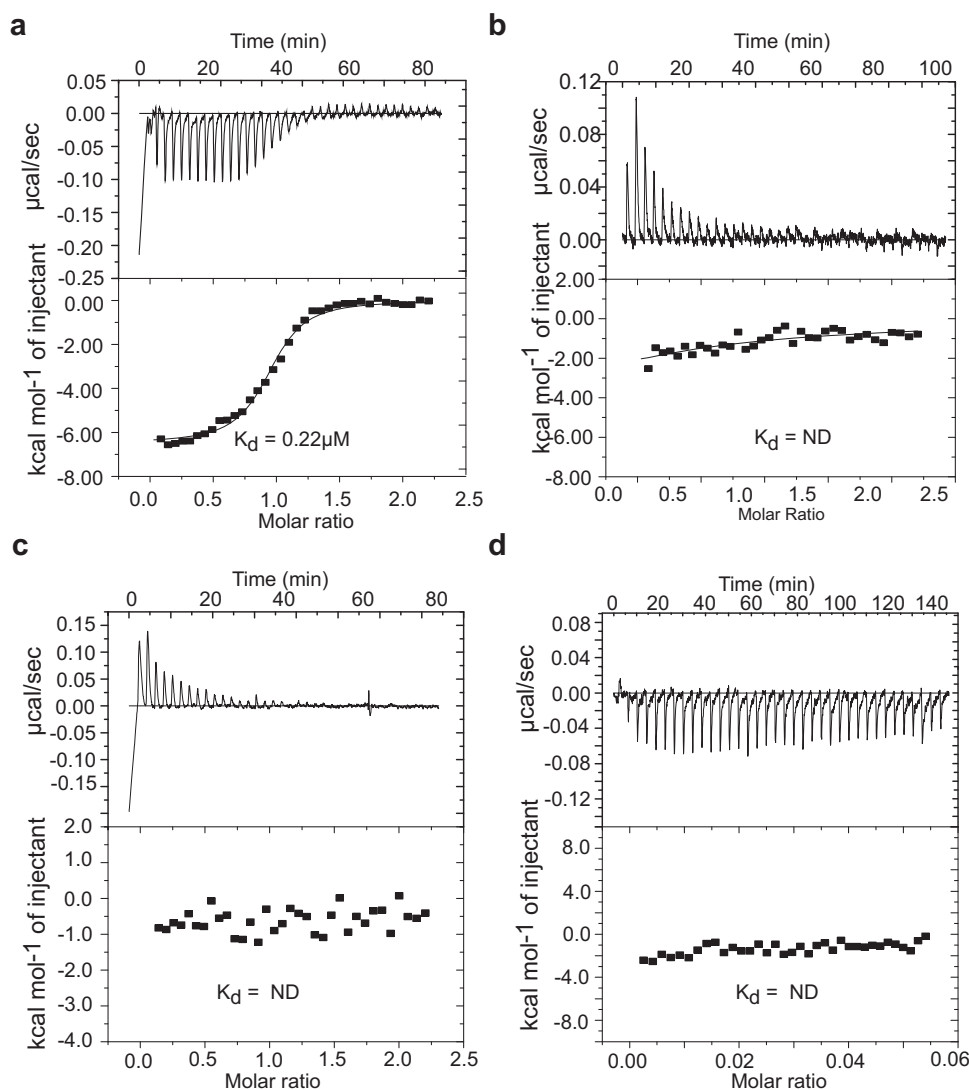 a
Time (min)
0 20 40 60 80
0.05
0.00
-0.05
-0.10
-0.15
-0.20
-0.25
µcal/sec
0.00
-2.00
-4.00
-6.00
-8.00
kcal mol-1 of injectant
Kd = 0.22µM
0.0 0.5 1.0 1.5 2.0 2.5
Molar ratio
b
Time (min)
0 20 40 60 80 100
0.12
0.08
0.04
0.00
µcal/sec
2.00
0.00
-2.00
-4.00
-6.00
-8.00
kcal mol-1 of injectant
Kd = ND
0.0 0.5 1.0 1.5 2.0 2.5
Molar Ratio
c
Time (min)
0 20 40 60 80
0.15
0.10
0.05
0.00
-0.05
-0.10
-0.15
µcal/sec
2.0
1.0
0.0
-1.0
-2.0
-3.0
-4.0
kcal mol-1 of injectant
Kd = ND
0.0 0.5 1.0 1.5 2.0 2.5
Molar ratio
d
Time (min)
0 20 40 60 80 100 120 140
0.08
0.04
0.00
-0.04
-0.08
-0.12
µcal/sec
8.0
4.0
0.0
-4.0
-8.0
kcal mol-1 of injectant
Kd = ND
0.00 0.02 0.04 0.06
Molar ratio